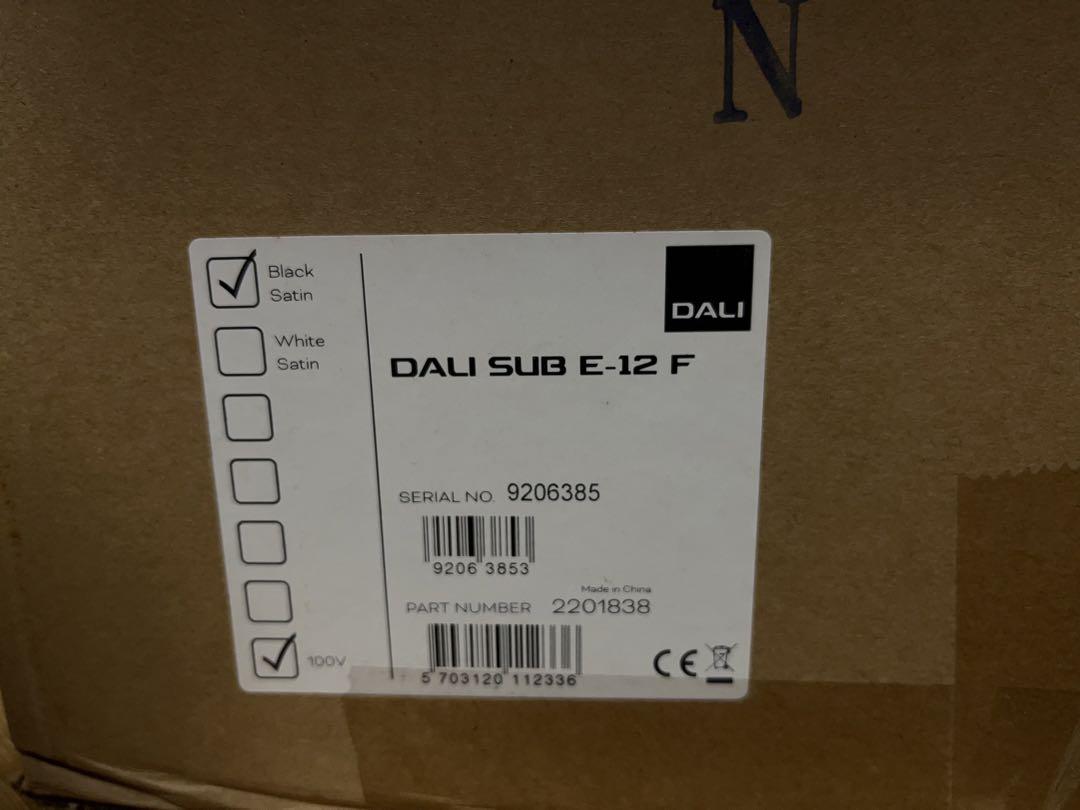 N
Black
Satin
White
Satin
100V
DALI
DALI SUB E-12 F
SERIAL NO. 9206385
9206 3853
Made in China
PART NUMBER 2201838
5 703120 112336
CE